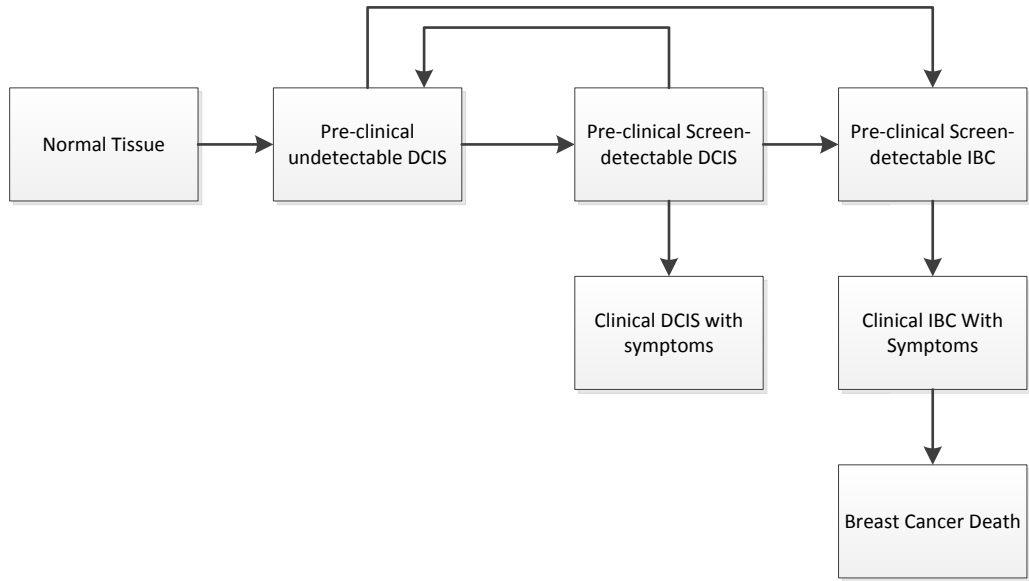 Normal Tissue
Pre-clinical
undetectable DCIS
Pre-clinical Screen-
detectable DCIS
Pre-clinical Screen-
detectable IBC
Clinical DCIS with
symptoms
Clinical IBC With
Symptoms
Breast Cancer Death